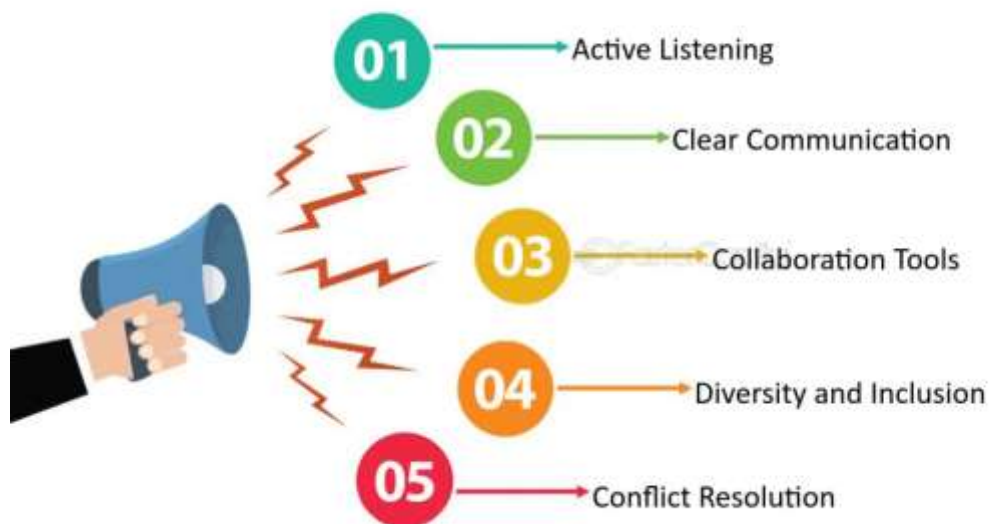 01
Active Listening
02
Clear Communication
03
Collaboration Tools
04
Diversity and Inclusion
05
Conflict Resolution